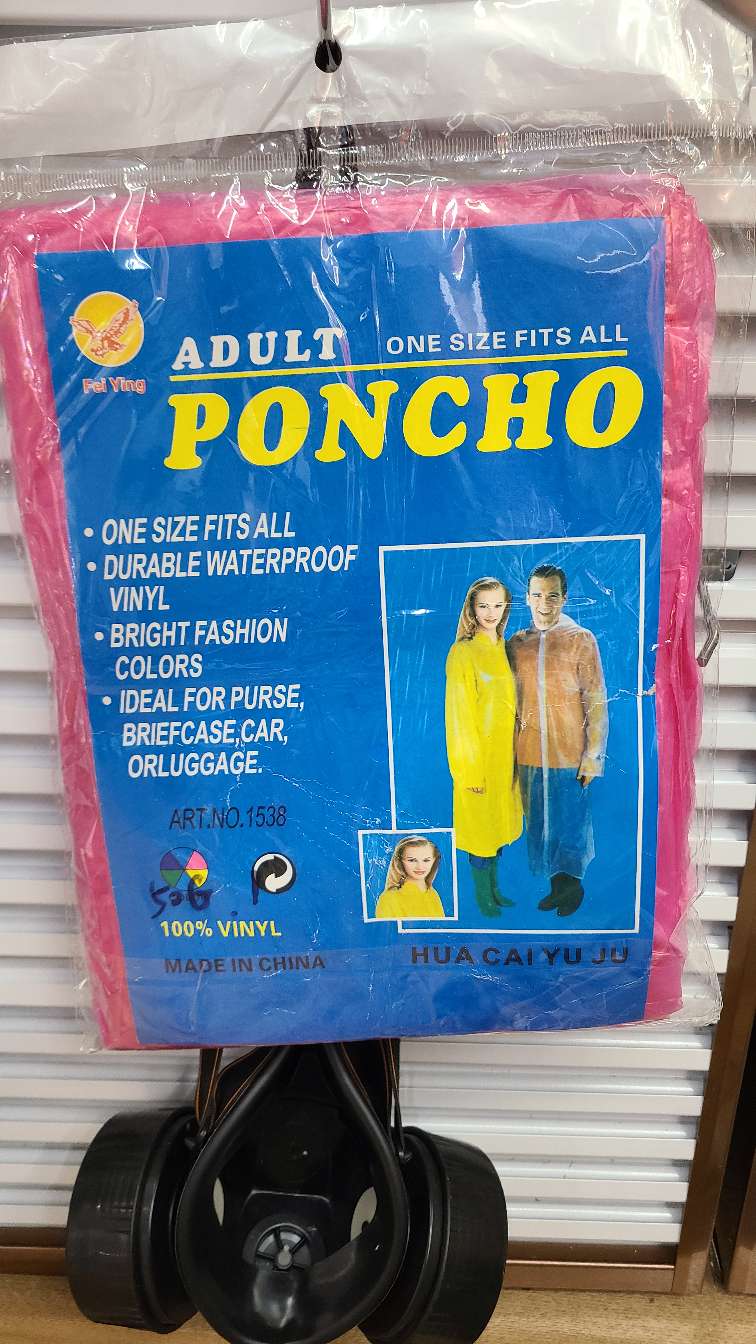 Fei Ying
ADULT
ONE SIZE FITS ALL
PONCHO
• ONE SIZE FITS ALL
• DURABLE WATERPROOF
VINYL
• BRIGHT FASHION
COLORS
• IDEAL FOR PURSE,
BRIEFCASE,CAR,
ORLUGGAGE.
ART.NO.1538
50G
100% VINYL
MADE IN CHINA
HUA CAI YU JU